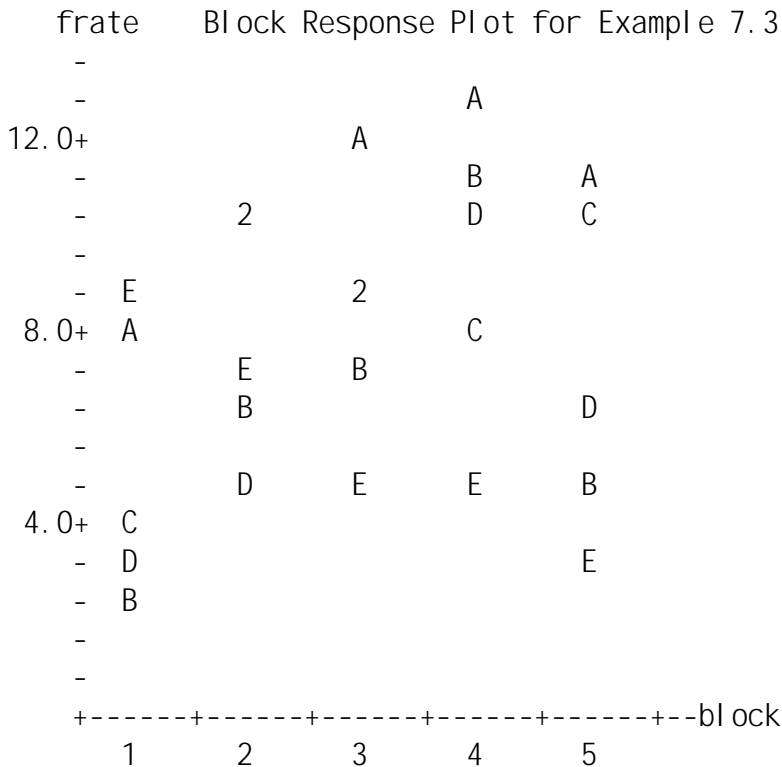 frate Block Response Plot for Example 7.3
-
- A
12.0+ A
- B A
- 2 D C
-
- E 2
8.0+ A C
- E B
- B D
-
- D E E B
4.0+ C
- D E
- B
-
-
+------+------+------+------+------+--block
1 2 3 4 5